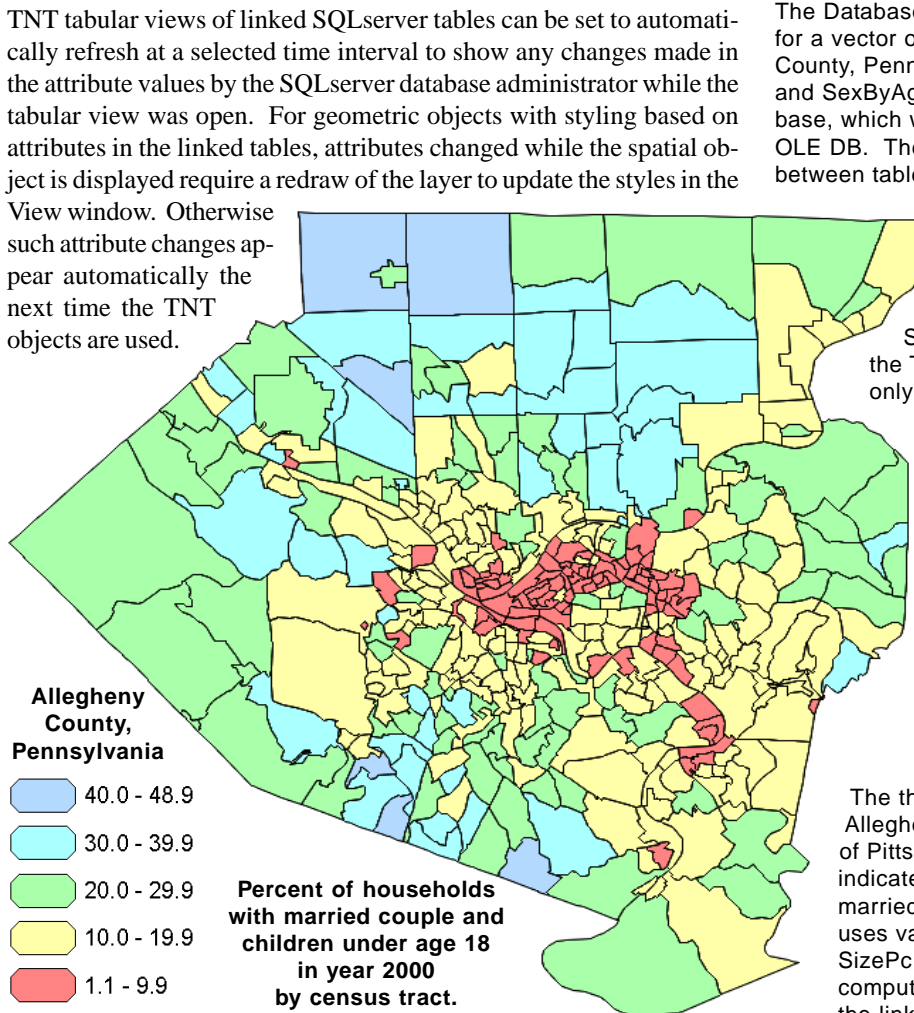 TNT tabular views of linked SQLserver tables can be set to automati-
cally refresh at a selected time interval to show any changes made in
the attribute values by the SQLserver database administrator while the
tabular view was open. For geometric objects with styling based on
attributes in the linked tables, attributes changed while the spatial ob-
ject is displayed require a redraw of the layer to update the styles in the
View window. Otherwise
such attribute changes ap-
pear automatically the
next time the TNT
objects are used.
The Database
for a vector o
County, Penn
and SexByAg
base, which w
OLE DB. The
between table
S
the T
only
Allegheny
County,
Pennsylvania
40.0 - 48.9
30.0 - 39.9
20.0 - 29.9
10.0 - 19.9
1.1 - 9.9
Percent of households
with married couple and
children under age 18
in year 2000
by census tract.
The th
Allegh
of Pitts
indicate
married
uses va
SizePc
comput
the link